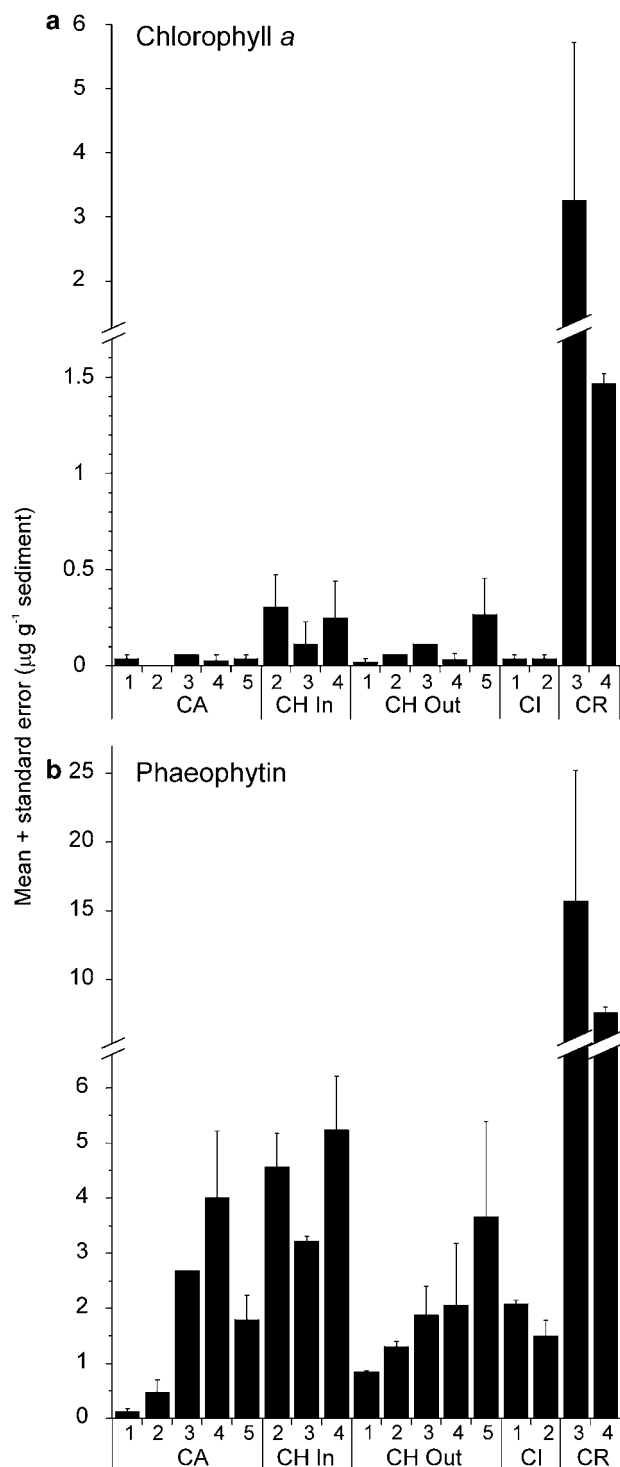 a Chlorophyll a
6
5
4
3
2
1.5
1
0.5
0
1 2 3 4 5 2 3 4 1 2 3 4 5 1 2 3 4
CA CH In CH Out CI CR
Mean + standard error (µg g⁻¹ sediment)
b Phaeophytin
25
20
15
10
6
5
4
3
2
1
0
1 2 3 4 5 2 3 4 1 2 3 4 5 1 2 3 4
CA CH In CH Out CI CR